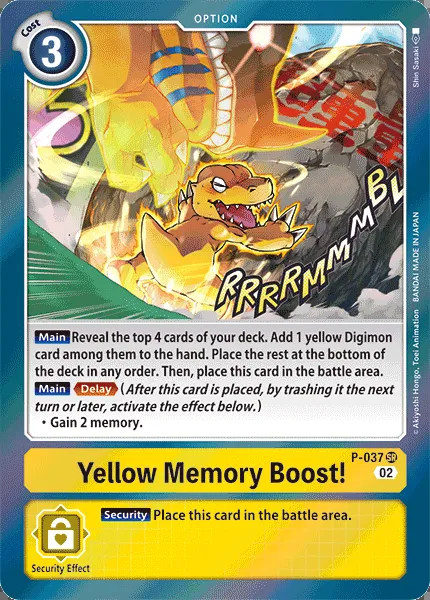 OPTION
Cost
3
Shin Sasaki
RRRRMMMMBL
Main Reveal the top 4 cards of your deck. Add 1 yellow Digimon
card among them to the hand. Place the rest at the bottom of
the deck in any order. Then, place this card in the battle area.
Main Delay (After this card is placed, by trashing it the next
turn or later, activate the effect below.)
・Gain 2 memory.
©Akiyoshi Hongo, Toei Animation BANDAI MADE IN JAPAN
P-037 SR
Yellow Memory Boost!
02
Security Place this card in the battle area.
Security Effect